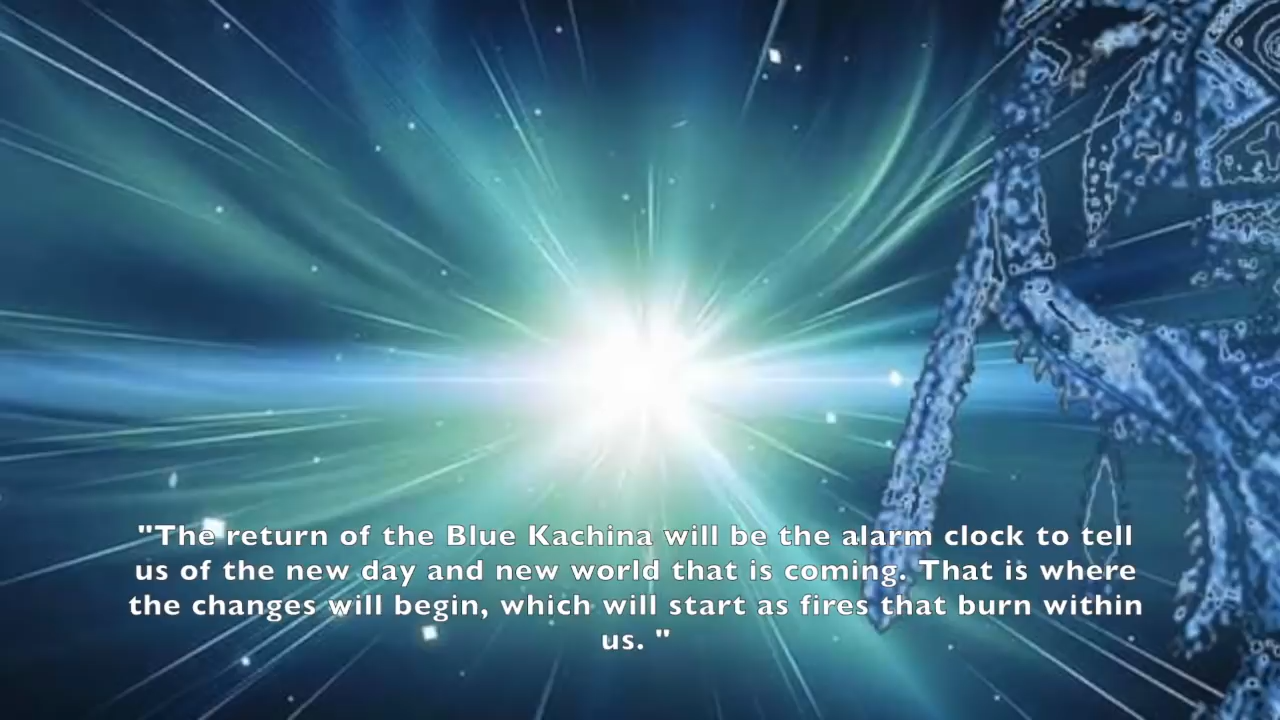 "The return of the Blue Kachina will be the alarm clock to tell
us of the new day and new world that is coming. That is where
the changes will begin, which will start as fires that burn within
us. "